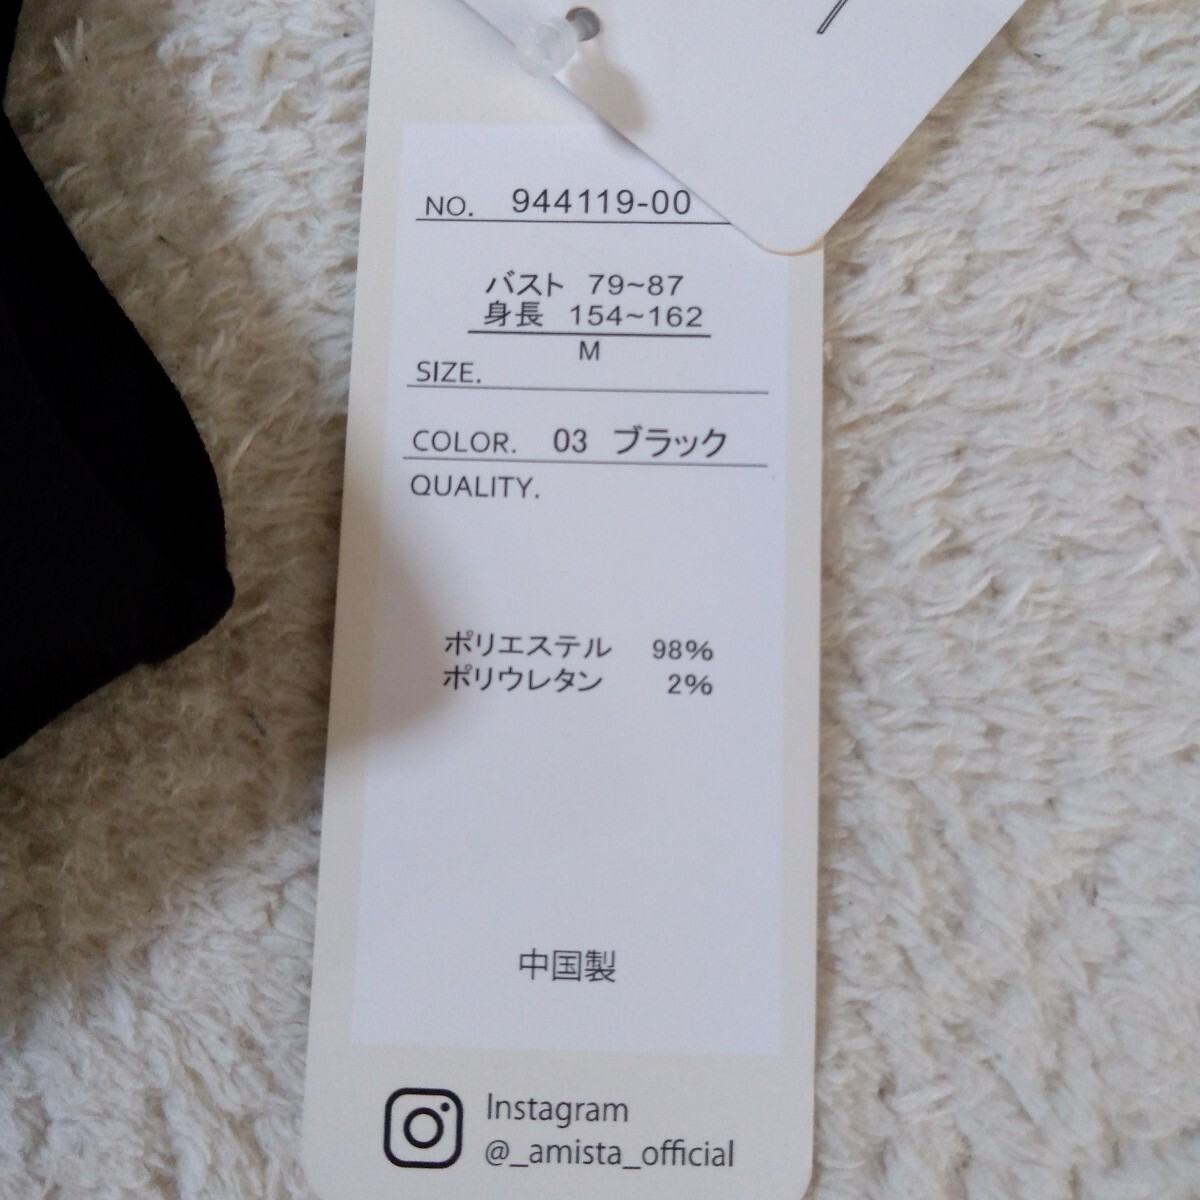 NO. 944119-00
バスト 79~87
身長 154~162
M
SIZE.
COLOR. 03 ブラック
QUALITY.
ポリエステル 98%
ポリウレタン 2%
中国製
Instagram
@_amista_official